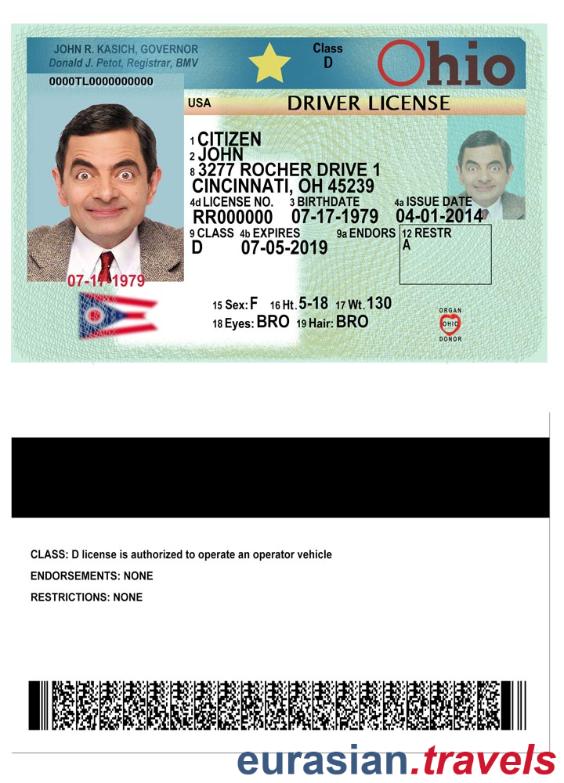 JOHN R. KASICH, GOVERNOR
Donald J. Petot, Registrar, BMV
Class
D
Ohio
0000TL0000000000
USA
DRIVER LICENSE
1 CITIZEN
2 JOHN
8 3277 ROCHER DRIVE 1
CINCINNATI, OH 45239
4d LICENSE NO. 3 BIRTHDATE 4a ISSUE DATE
RR000000 07-17-1979 04-01-2014
9 CLASS 4b EXPIRES 9a ENDORS 12 RESTR
D 07-05-2019 A
07-17-1979
15 Sex: F 16 Ht. 5-18 17 Wt. 130
18 Eyes: BRO 19 Hair: BRO
ORGAN
OHIO
DONOR
CLASS: D license is authorized to operate an operator vehicle
ENDORSEMENTS: NONE
RESTRICTIONS: NONE
eurasian.travels